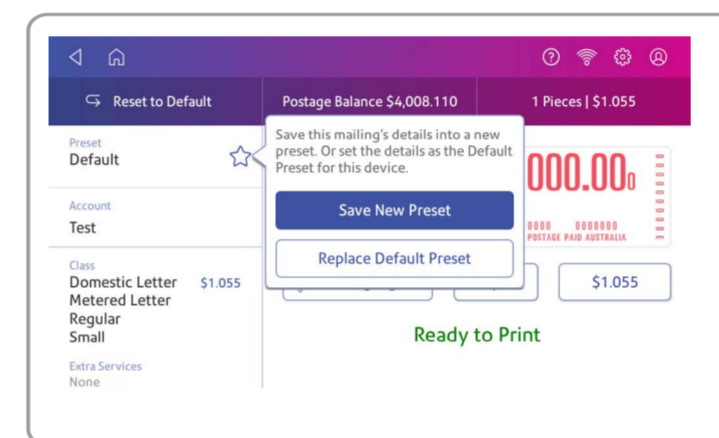 Reset to Default
Postage Balance $4,008.110
1 Pieces | $1.055
Preset
Default
Save this mailing's details into a new
preset. Or set the details as the Default
Preset for this device.
Save New Preset
Replace Default Preset
000.000
0000 0000000
POSTAGE PAID AUSTRALIA
Account
Test
Class
Domestic Letter $1.055
Metered Letter
Regular
Small
$1.055
Ready to Print
Extra Services
None